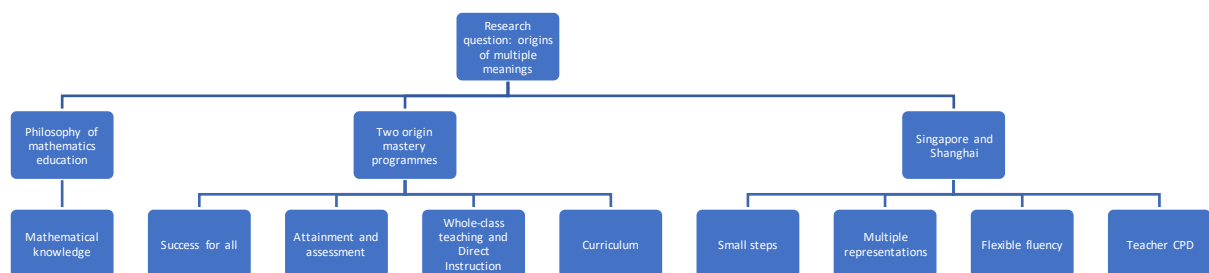 Research
question: origins
of multiple
meanings
Philosophy of
mathematics
education
Two origin
mastery
programmes
Singapore and
Shanghai
Mathematical
knowledge
Success for all
Attainment and
assessment
Whole-class
teaching and
Direct
Instruction
Curriculum
Small steps
Multiple
representations
Flexible fluency
Teacher CPD